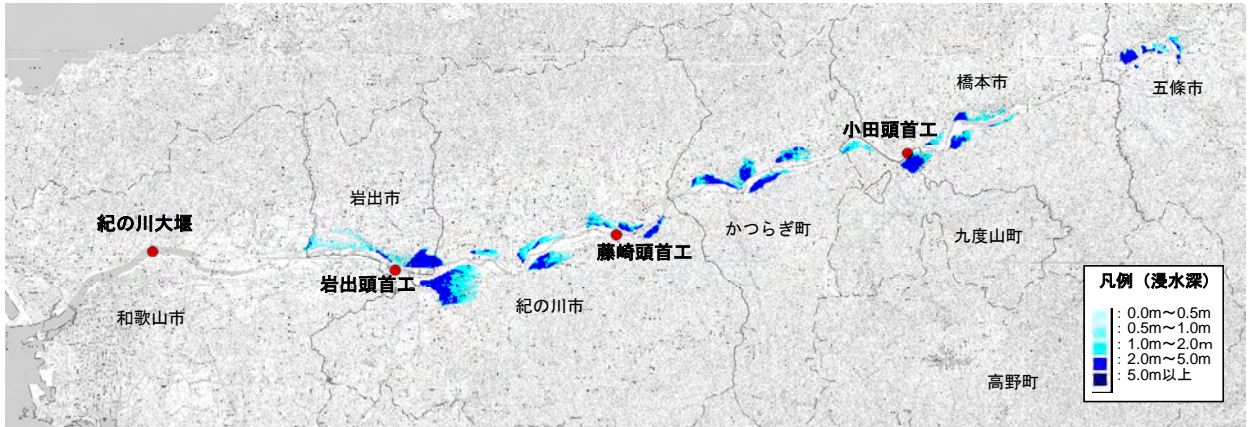 橋本市
五條市
小田頭首工
岩出市
紀の川大堰
かつらぎ町
九度山町
藤崎頭首工
岩出頭首工
紀の川市
和歌山市
高野町
凡例（浸水深）
：0.0m～0.5m
：0.5m～1.0m
：1.0m～2.0m
：2.0m～5.0m
：5.0m以上